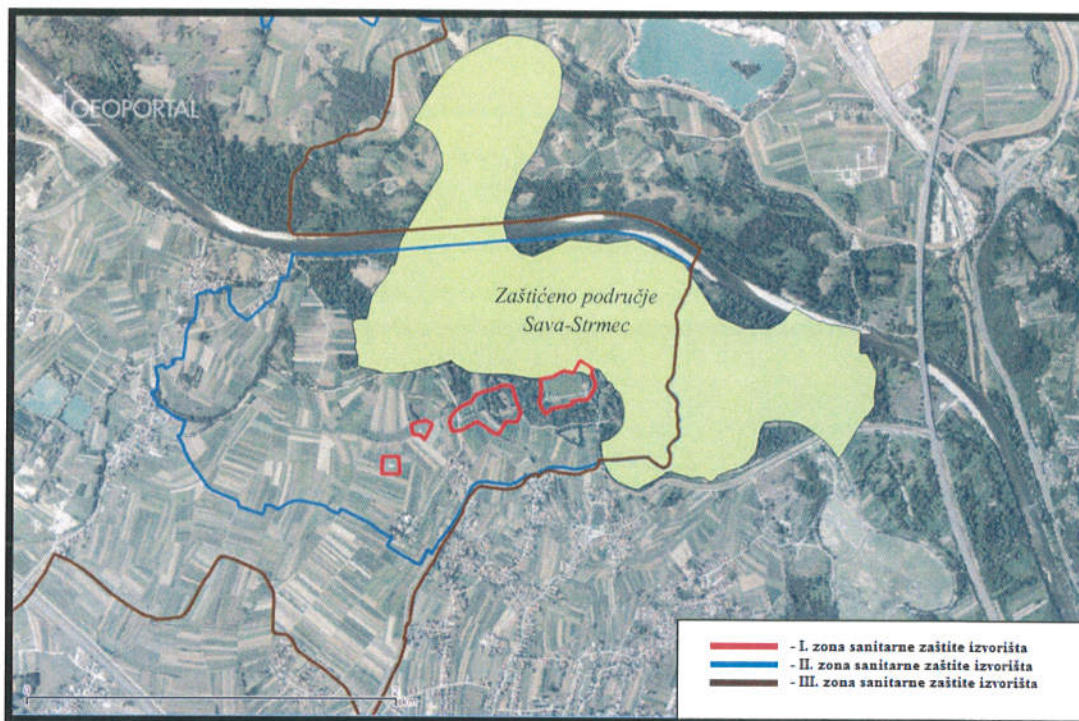 GEOPORTAL
Zaštićeno područje
Sava-Strmec
- I. zona sanitarne zaštite izvorišta
- II. zona sanitarne zaštite izvorišta
- III. zona sanitarne zaštite izvorišta
0